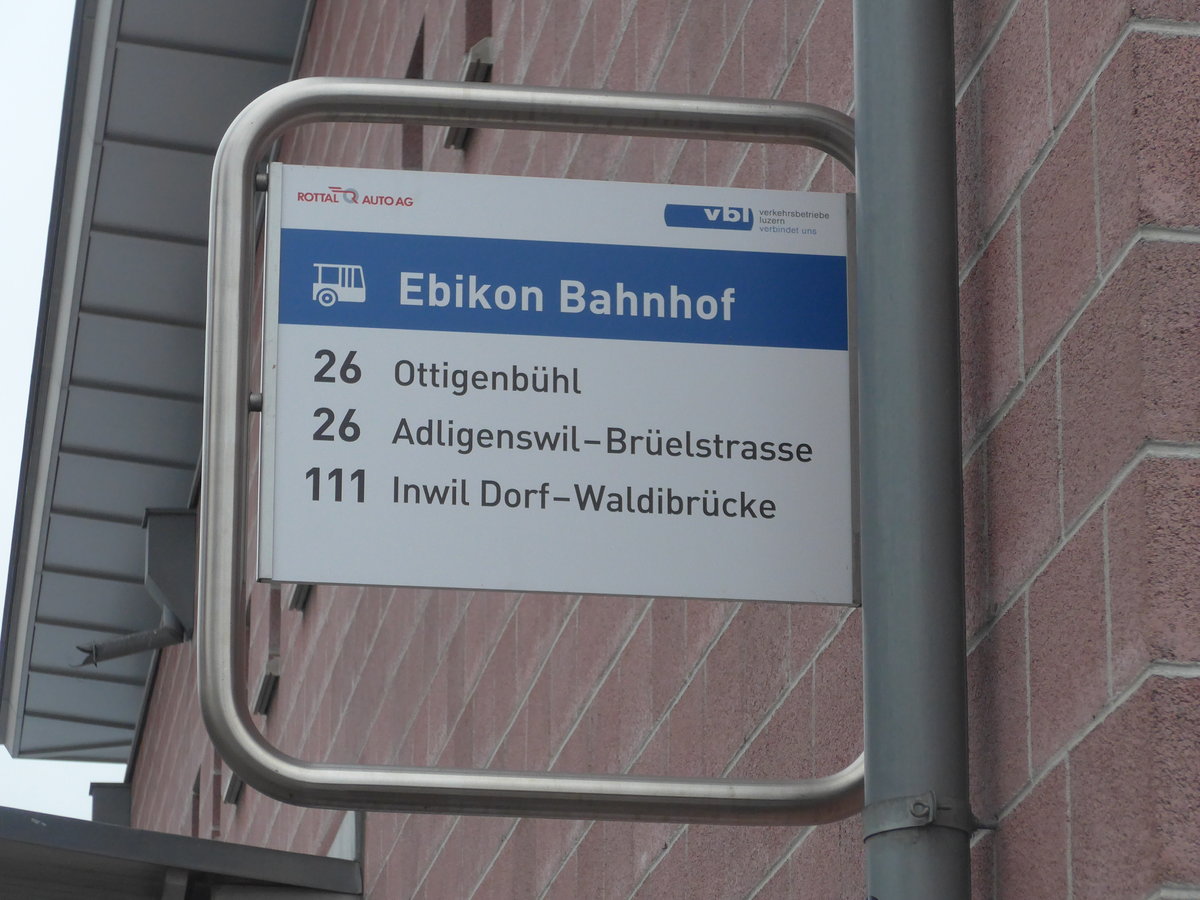 ROTTAL AUTO AG
vbl
verkehrsbetriebe
luzern
verbindet uns
Ebikon Bahnhof
26 Ottigenbühl
26 Adligenswil–Brüelstrasse
111 Inwil Dorf–Waldibrücke